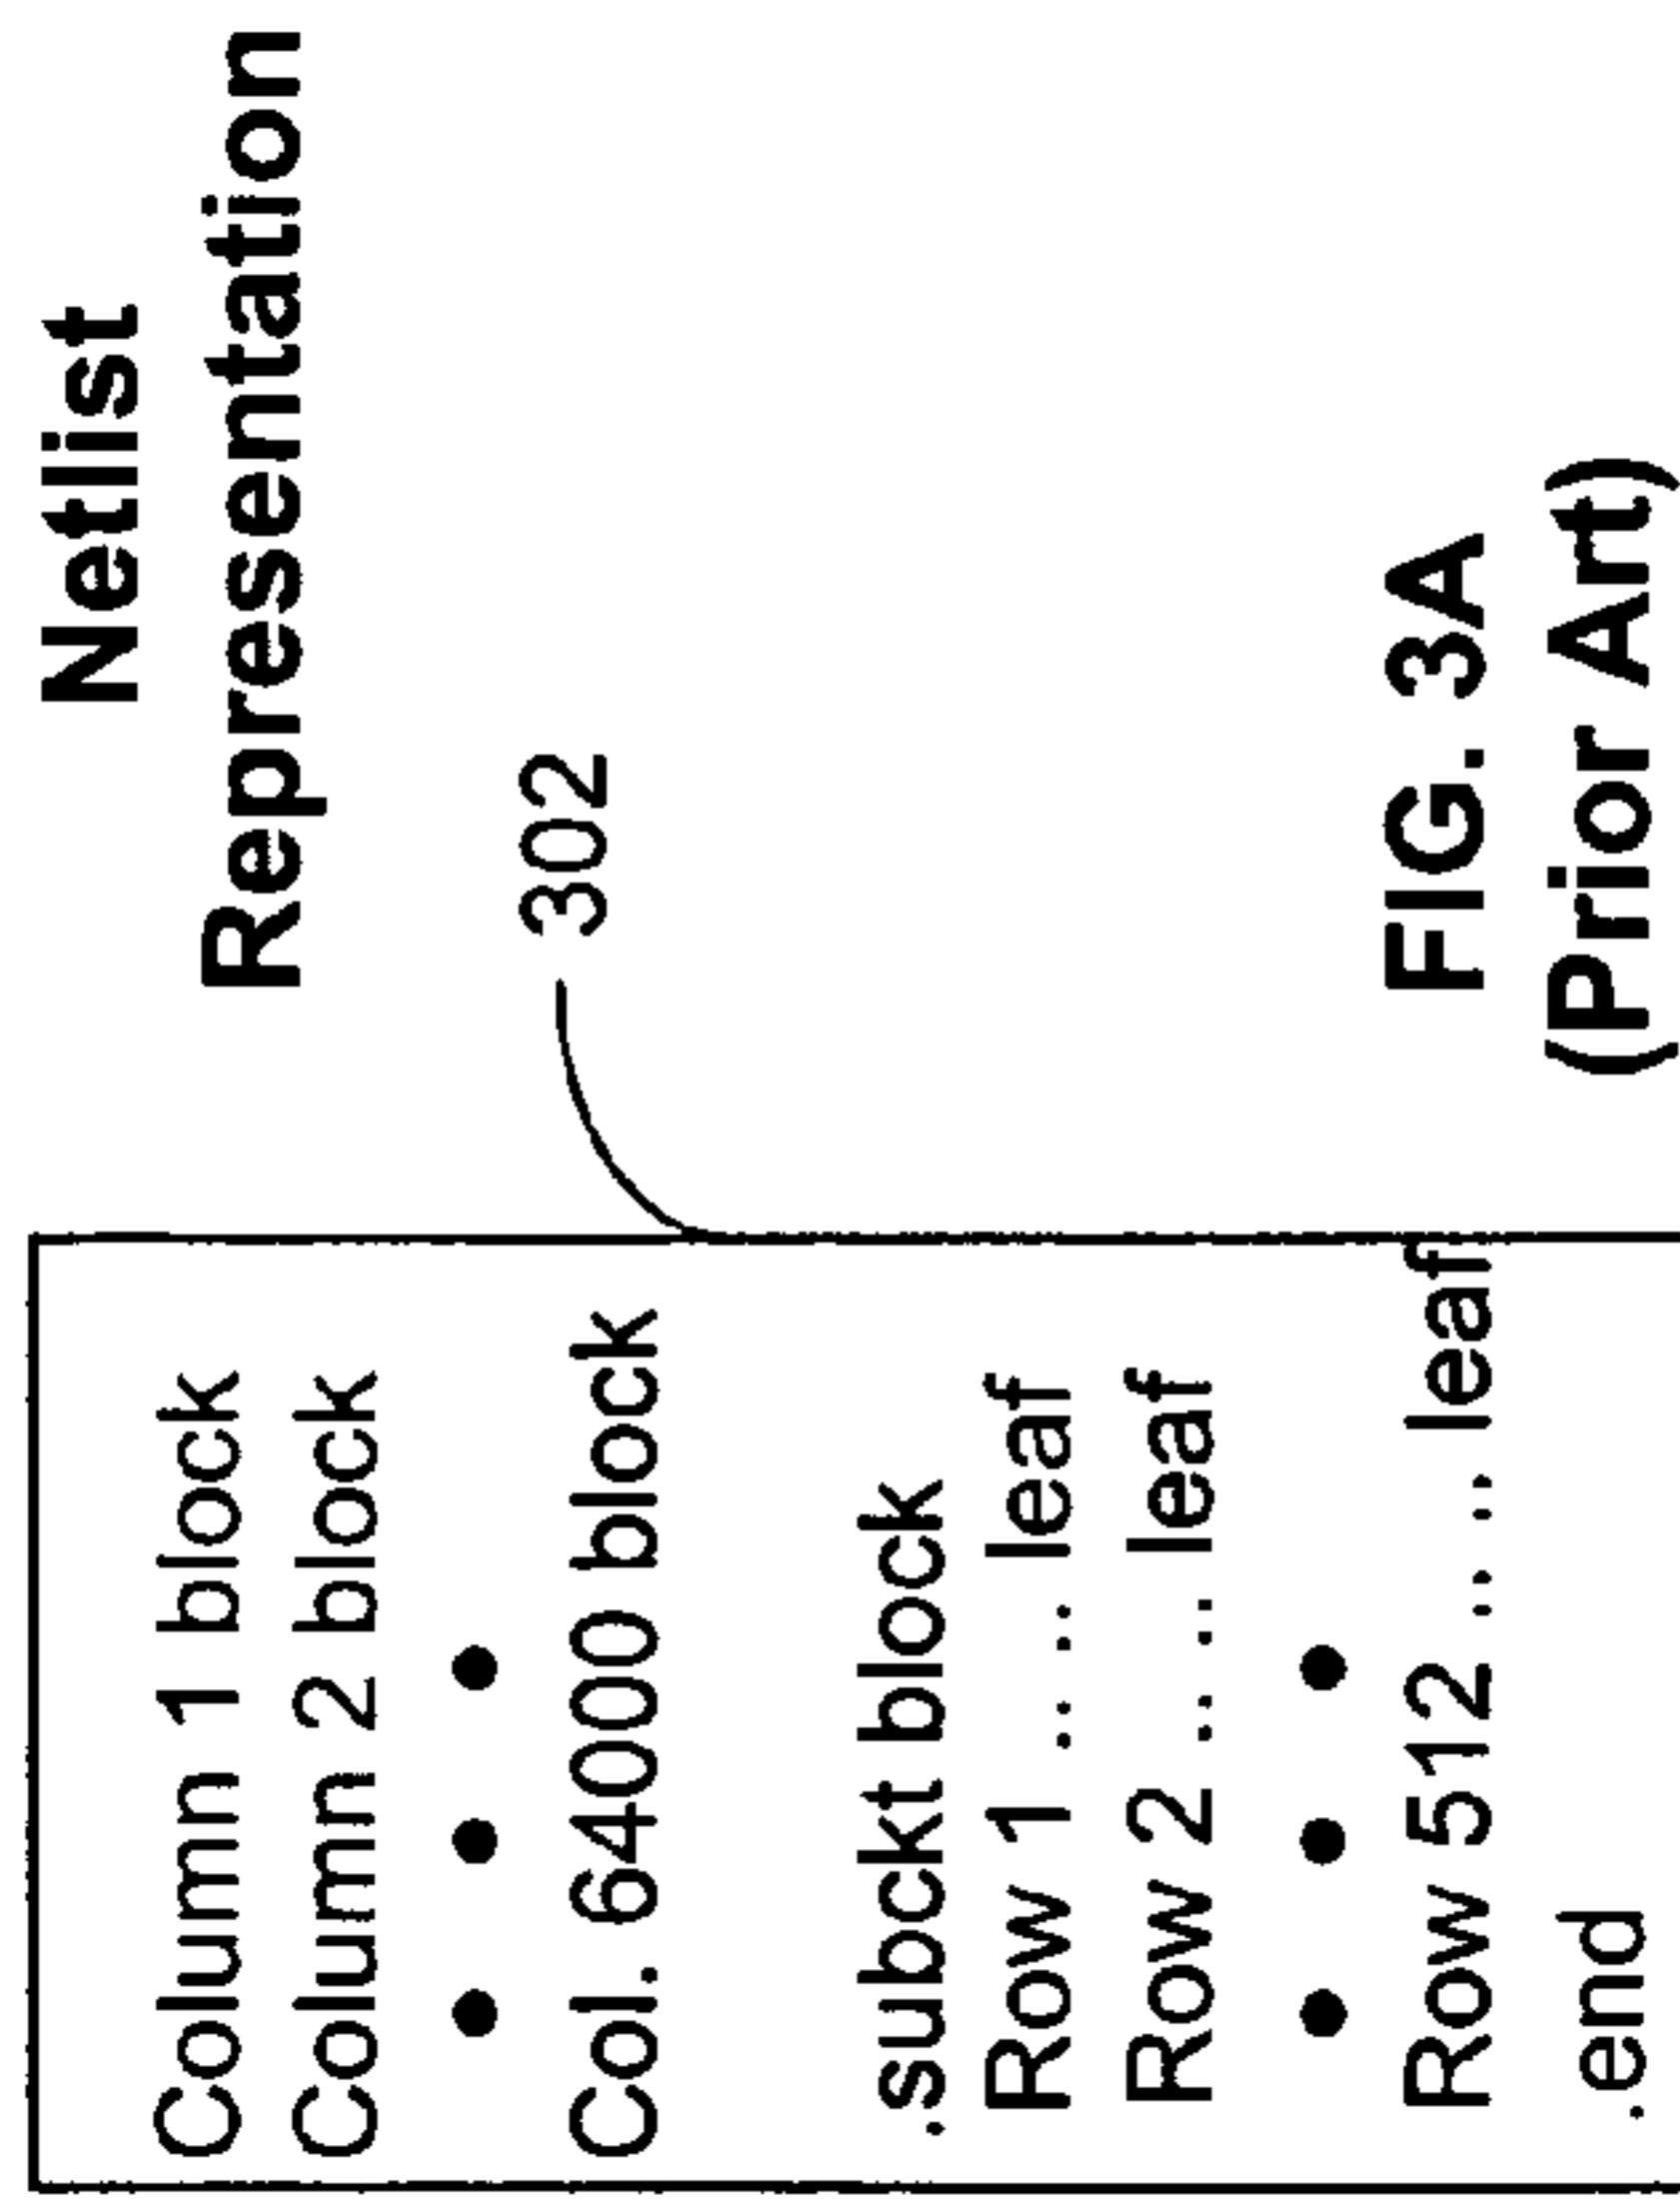 Netlist
Representation
302
Column 1 block
Column 2 block
Col. 64000 block
.subckt block
Row 1 .. .. leaf
Row 2 .. .. leaf
Row 512.. .. leaf
.end
FIG. 3A
(Prior Art)